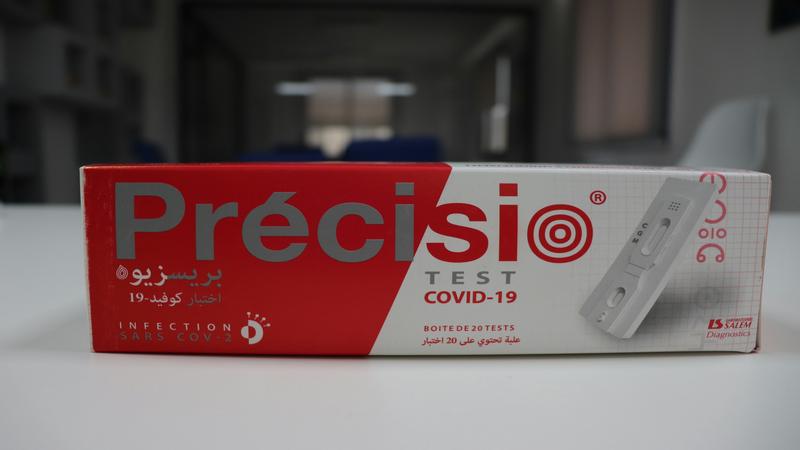 Précisio®
بريسزيو
اختبار كوفيد-19
TEST
COVID-19
INFECTION
SARS COV-2
BOITE DE 20 TESTS
علبة تحتوي على 20 اختبار
LS LABORATOIRES
SALEM
Diagnostics